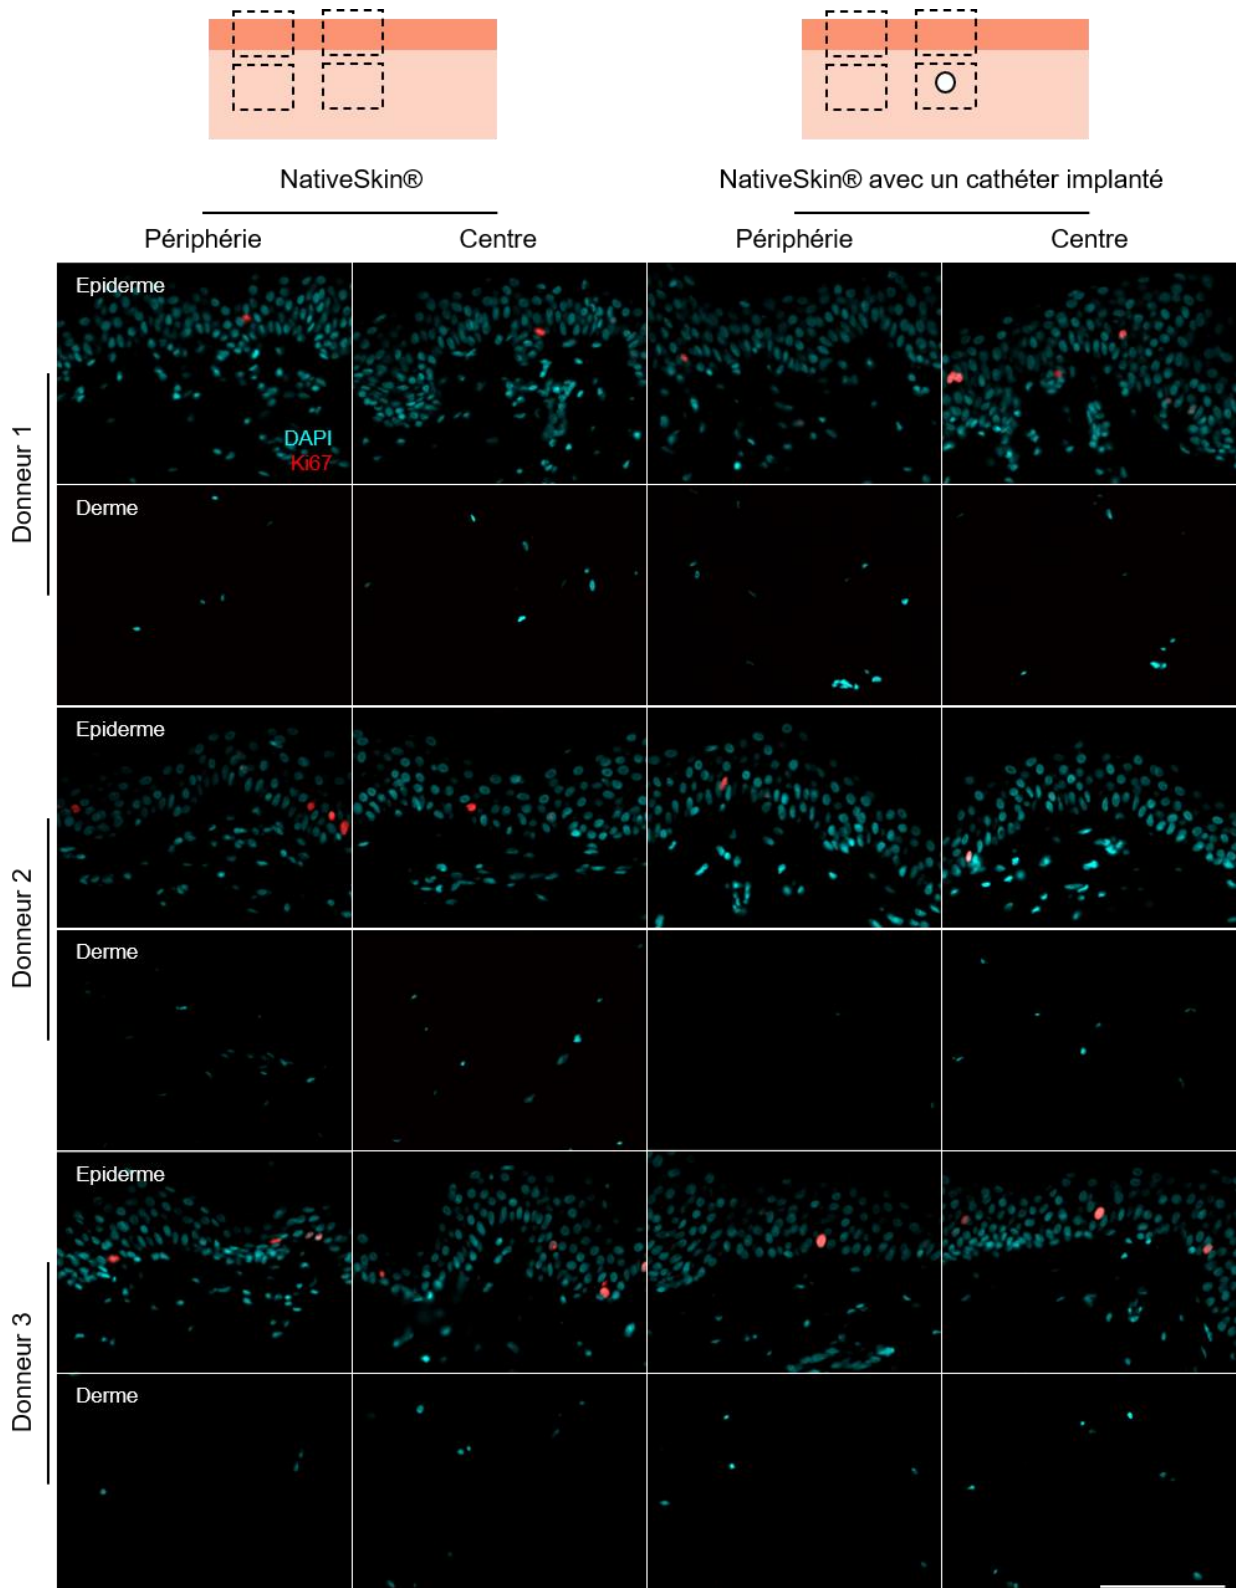 NativeSkin®
NativeSkin® avec un cathéter implanté
Périphérie
Centre
Périphérie
Centre
Donneur 1
Epiderme
DAPI
Ki67
Derme
Donneur 2
Epiderme
Derme
Donneur 3
Epiderme
Derme